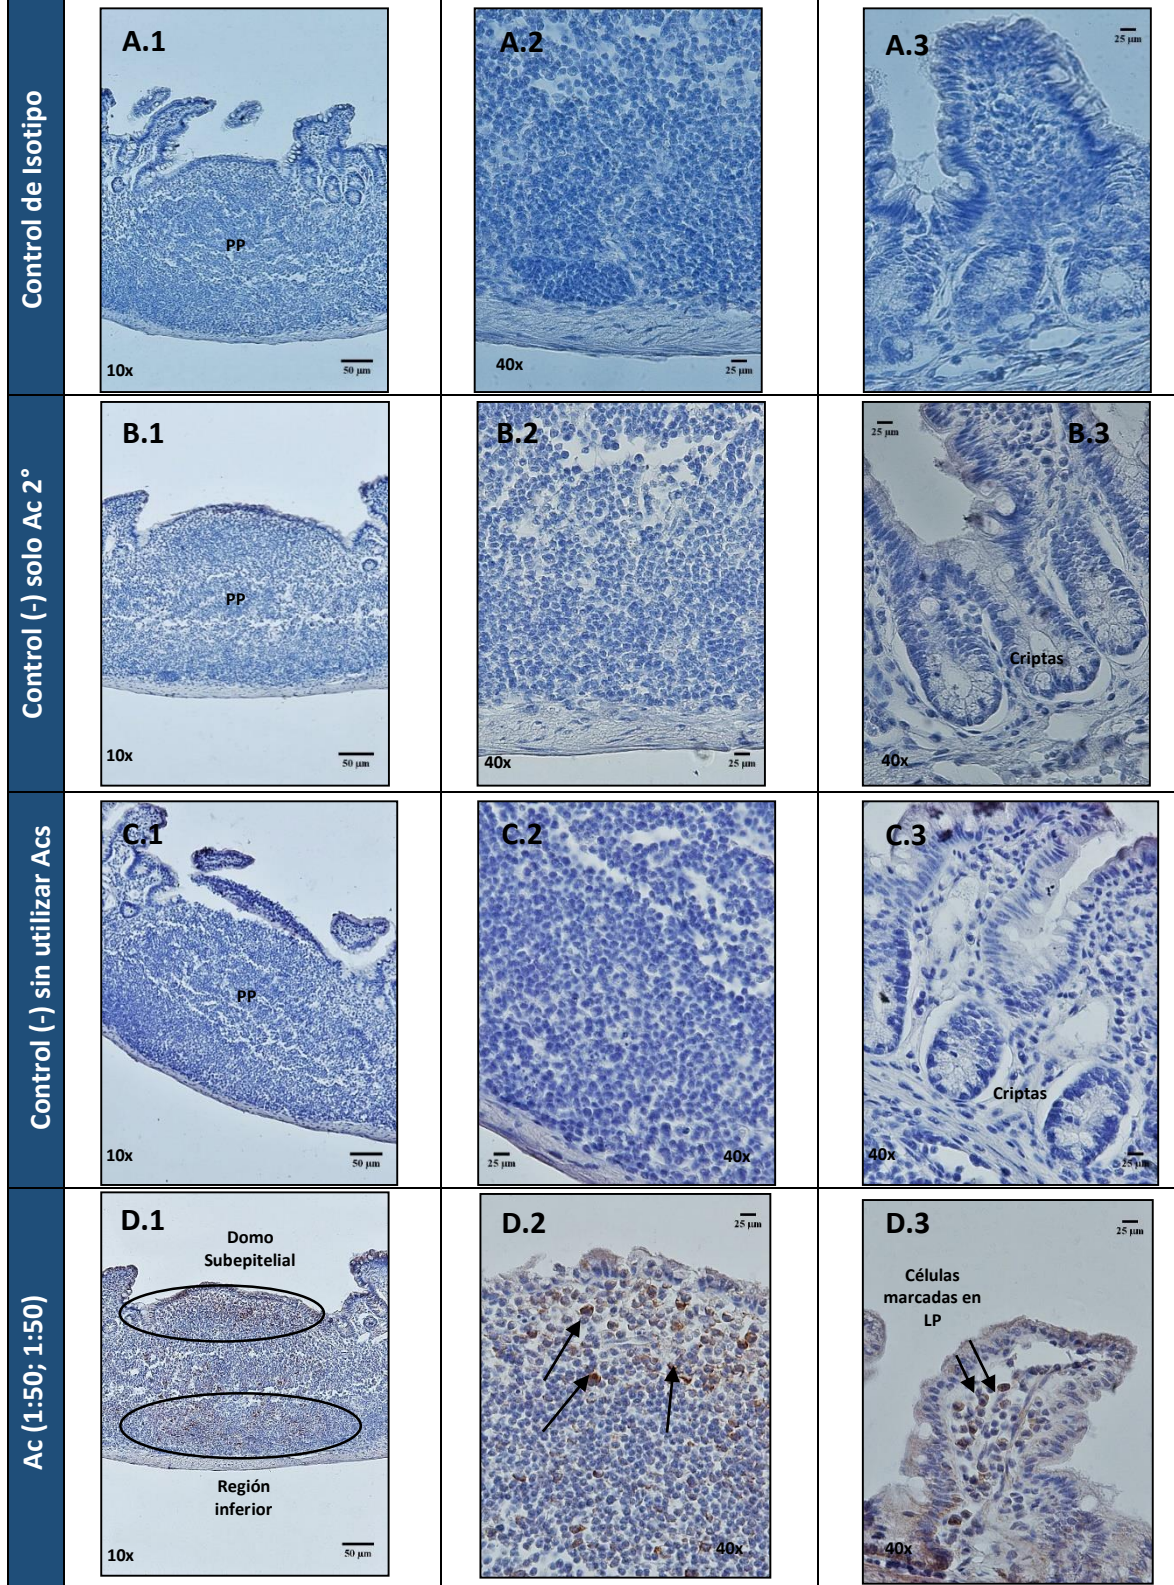 Control de Isotipo
A.1
PP
10x
50 µm
A.2
40x
25 µm
A.3
25 µm
Control (-) solo Ac 2°
B.1
PP
10x
50 µm
B.2
40x
25 µm
B.3
25 µm
Criptas
40x
Control (-) sin utilizar Acs
C.1
PP
10x
50 µm
C.2
25 µm
40x
C.3
Criptas
40x
25 µm
Ac (1:50; 1:50)
D.1
Domo
Subepitelial
Región
inferior
10x
50 µm
D.2
25 µm
40x
D.3
25 µm
Células
marcadas en
LP
40x